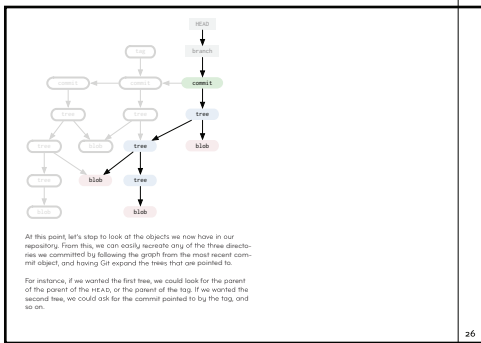 HEAD
tag
branch
commit
commit
commit
tree
tree
tree
tree
blob
tree
blob
tree
blob
tree
blob
blob
At this point, let's stop to look at the objects we now have in our
repository. From this, we can easily recreate any of the three directo-
ries we committed by following the graph from the most recent com-
mit object, and having Git expand the trees that are pointed to.
For instance, if we wanted the first tree, we could look for the parent
of the parent of the HEAD, or the parent of the tag. If we wanted the
second tree, we could ask for the commit pointed to by the tag, and
so on.
26